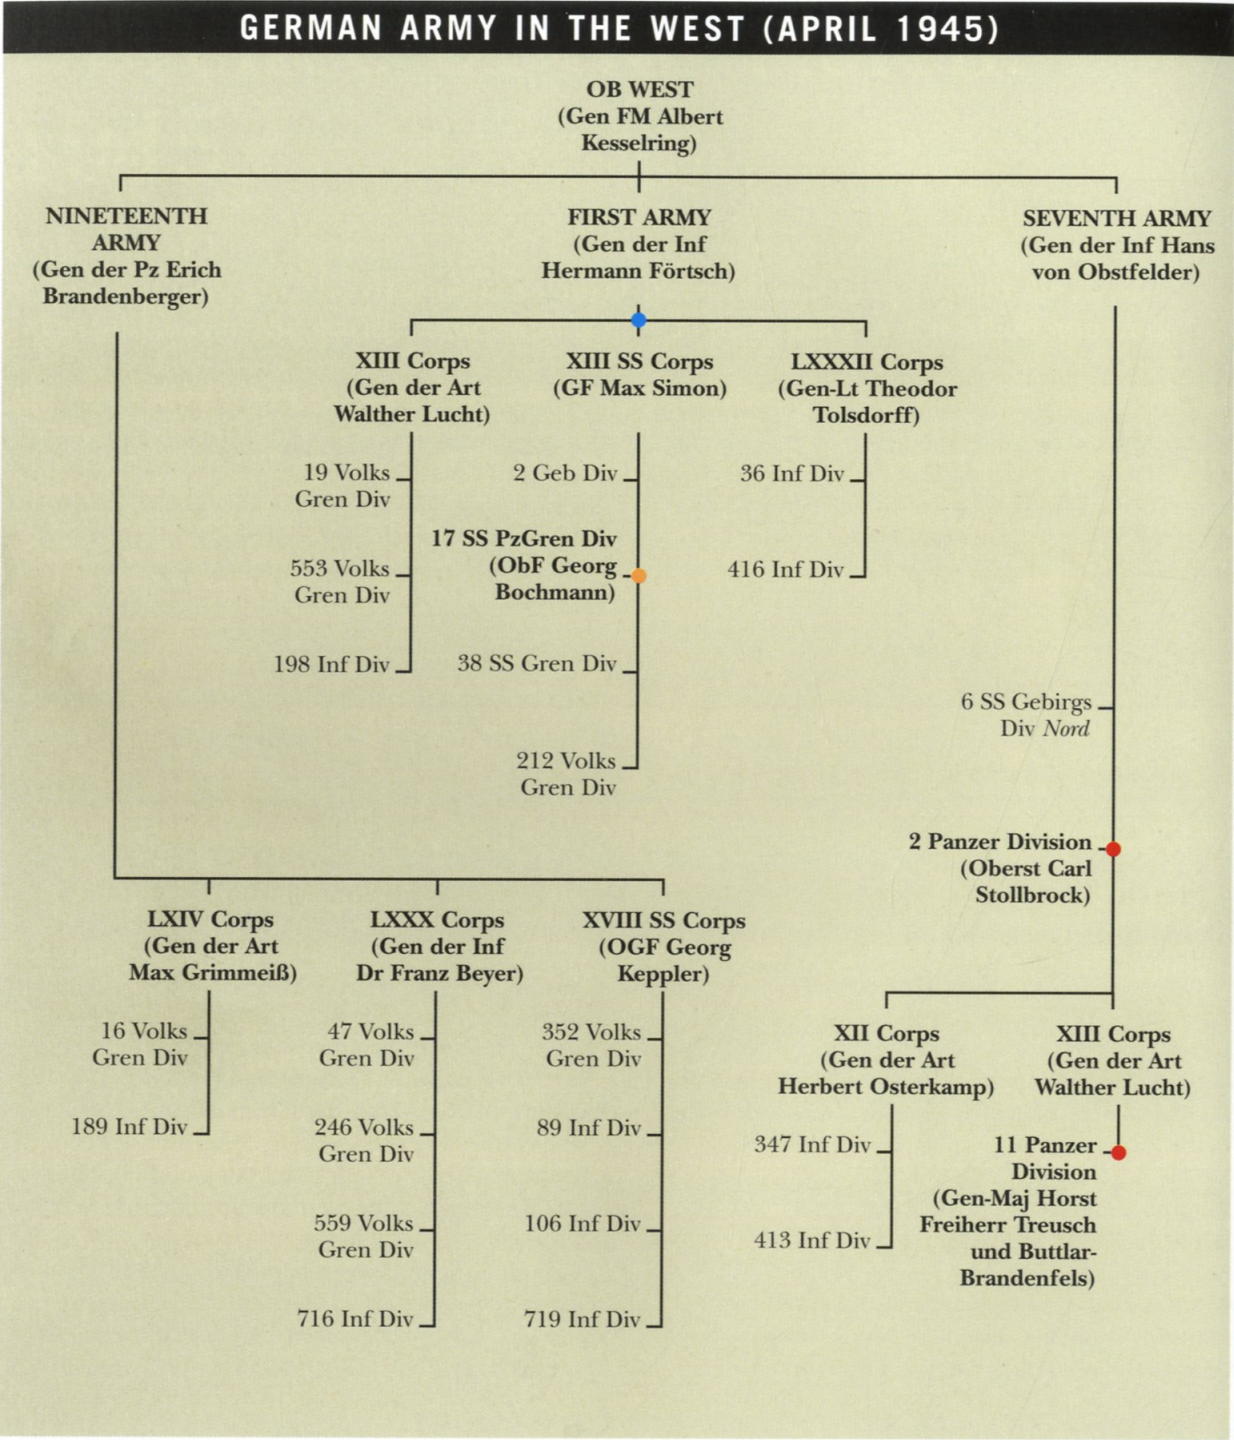 GERMAN ARMY IN THE WEST (APRIL 1945)
OB WEST
(Gen FM Albert
Kesselring)
NINETEENTH
ARMY
(Gen der Pz Erich
Brandenberger)
FIRST ARMY
(Gen der Inf
Hermann Förtsch)
SEVENTH ARMY
(Gen der Inf Hans
von Obstfelder)
XIII Corps
(Gen der Art
Walther Lucht)
19 Volks
Gren Div
553 Volks
Gren Div
198 Inf Div
XIII SS Corps
(GF Max Simon)
2 Geb Div
17 SS PzGren Div
(ObF Georg
Bochmann)
38 SS Gren Div
212 Volks
Gren Div
LXXXII Corps
(Gen-Lt Theodor
Tolsdorff)
36 Inf Div
416 Inf Div
6 SS Gebirgs
Div Nord
2 Panzer Division
(Oberst Carl
Stollbrock)
LXIV Corps
(Gen der Art
Max Grimmeiß)
16 Volks
Gren Div
189 Inf Div
LXXX Corps
(Gen der Inf
Dr Franz Beyer)
47 Volks
Gren Div
246 Volks
Gren Div
559 Volks
Gren Div
716 Inf Div
XVIII SS Corps
(OGF Georg
Keppler)
352 Volks
Gren Div
89 Inf Div
106 Inf Div
719 Inf Div
XII Corps
(Gen der Art
Herbert Osterkamp)
347 Inf Div
413 Inf Div
XIII Corps
(Gen der Art
Walther Lucht)
11 Panzer
Division
(Gen-Maj Horst
Freiherr Treusch
und Buttlar-
Brandenfels)